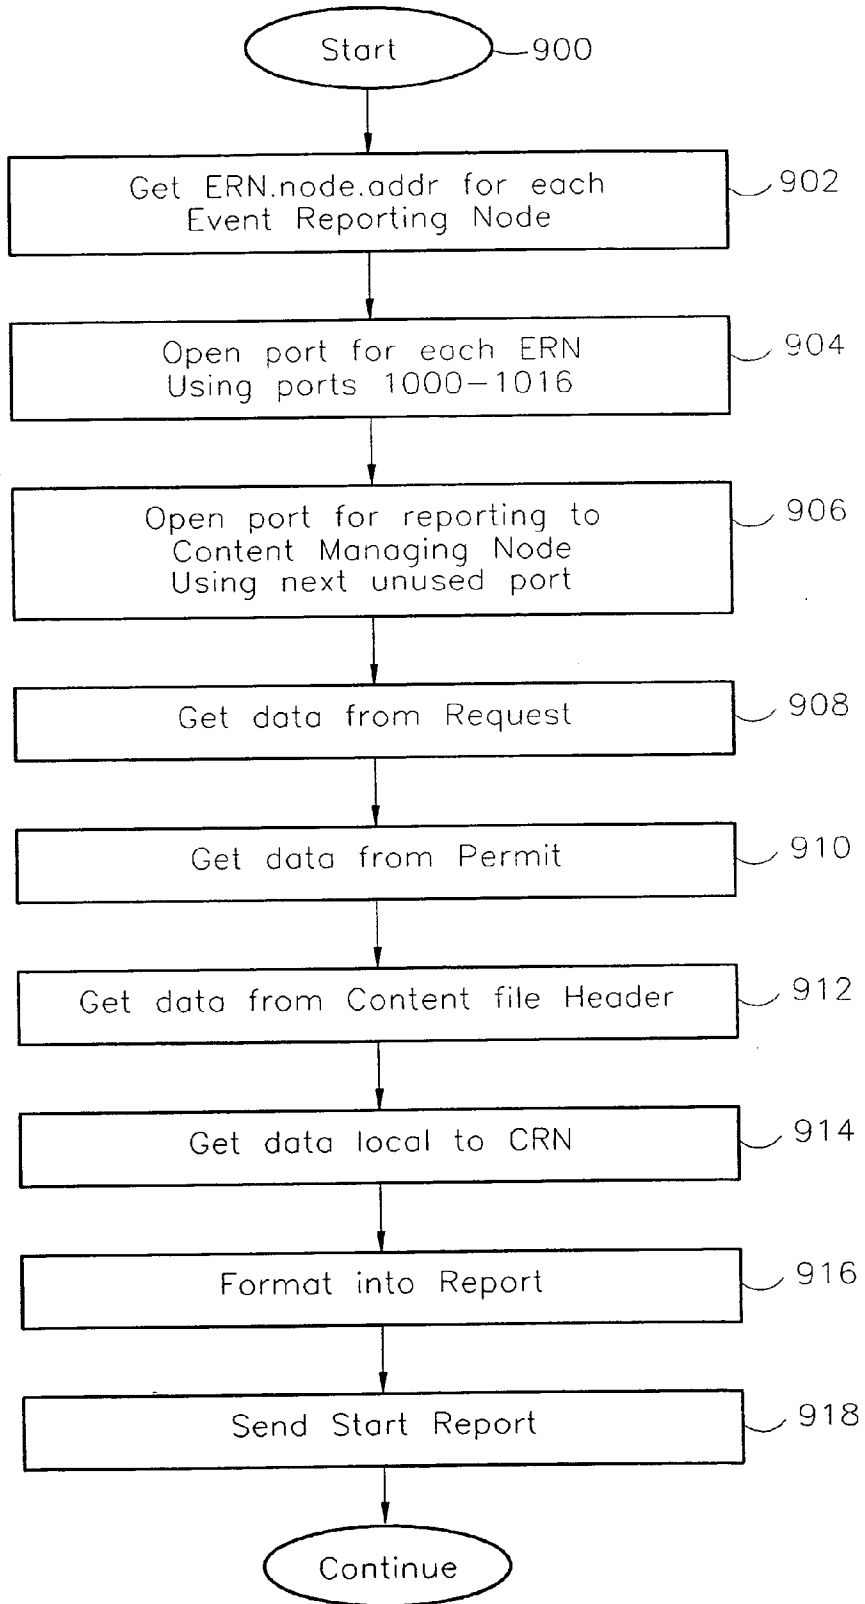 Start
900
Get ERN.node.addr for each
Event Reporting Node
902
Open port for each ERN
Using ports 1000-1016
904
Open port for reporting to
Content Managing Node
Using next unused port
906
Get data from Request
908
Get data from Permit
910
Get data from Content file Header
912
Get data local to CRN
914
Format into Report
916
Send Start Report
918
Continue